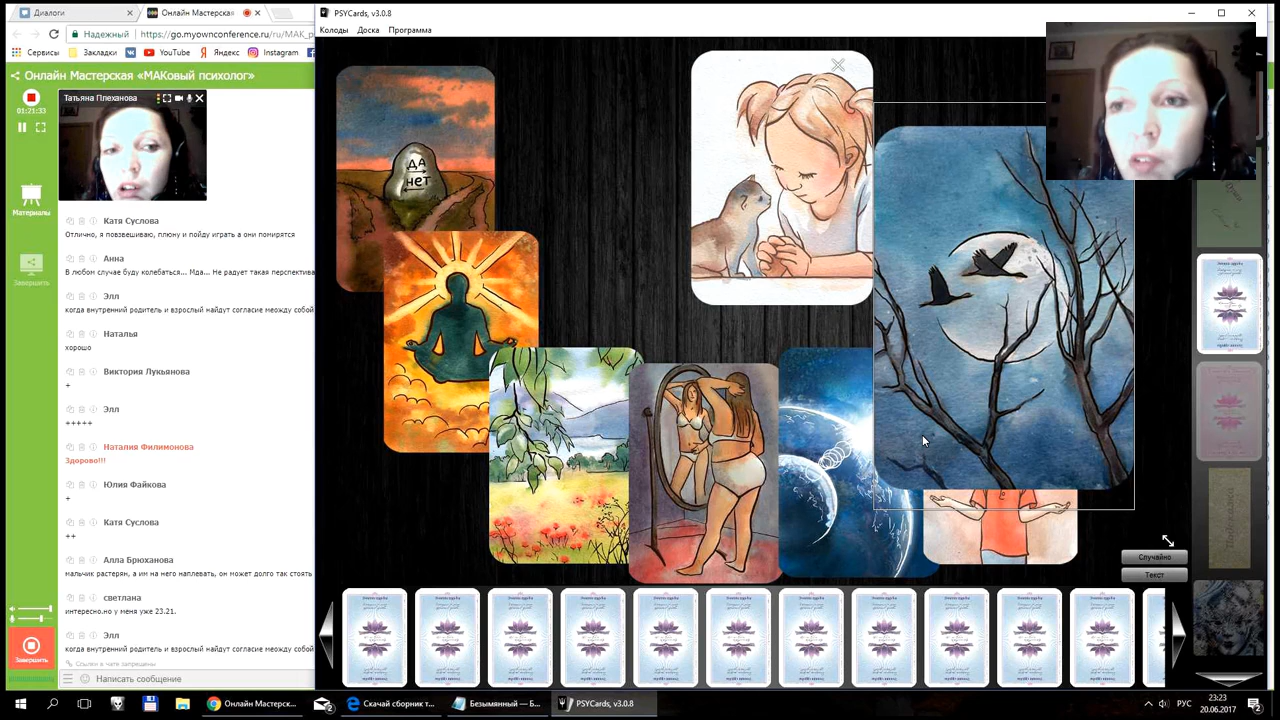 Диалоги
Онлайн Мастерская
PSYCards, v3.0.8
Надежный
https://go.myownconference.ru/ru/MAK_p
Колоды
Доска
Программа
Сервисы
Закладки
YouTube
Яндекс
Instagram
Онлайн Мастерская «МАКовый психолог»
01:21:33
Татьяна Плеханова
Материалы
Завершить
ДА
НЕТ
Катя Суслова
Отлично, я повзвешиваю, плюну и пойду играть а они помирятся
Анна
В любом случае буду колебаться... Мда... Не радует такая перспектива
Элл
когда внутренний родитель и взрослый найдут согласие меожду собой
Наталья
хорошо
Виктория Лукьянова
+
Элл
+++++
Наталия Филимонова
Здорово!!!
Юлия Файкова
+
Катя Суслова
++
Алла Брюханова
мальчик растерян, а им на него наплевать, он может долго так стоять
светлана
интересно.но у меня уже 23.21.
Элл
когда внутренний родитель и взрослый найдут согласие меожду собой
Ссылки в чате запрещены
Завершить
Написать сообщение
Случайно
Текст
Онлайн Мастерск...
Скачай сборник т...
Безымянный — Б...
PSYCards, v3.0.8
РУС
23:23
20.06.2017